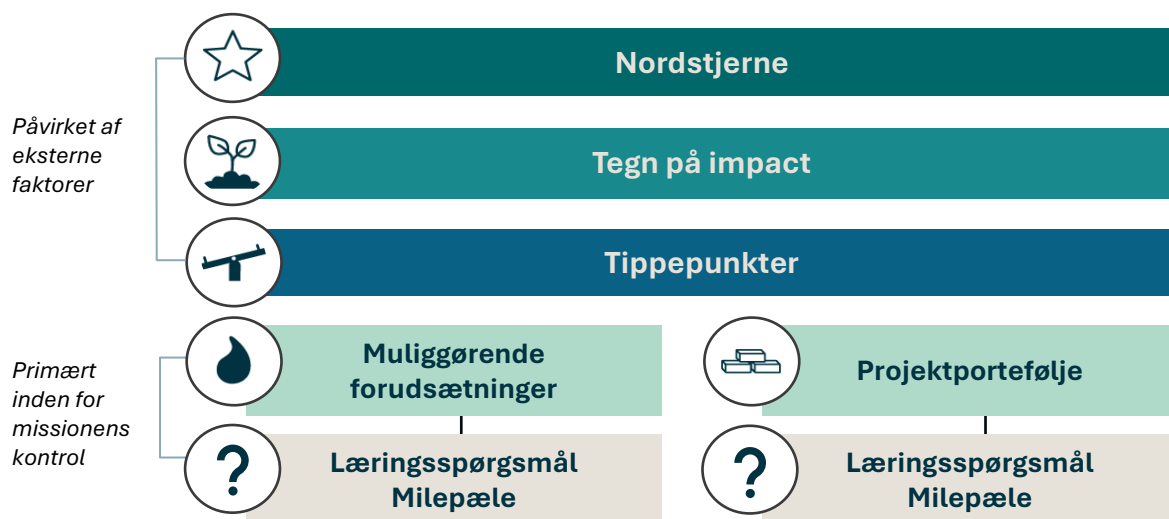 Nordstjerne
Påvirket af
eksterne
faktorer
Tegn på impact
Tippepunkter
Primært
inden for
missionens
kontrol
Muliggørende
forudsætninger
Projektportefølje
?
Læringsspørgsmål
Milepæle
?
Læringsspørgsmål
Milepæle